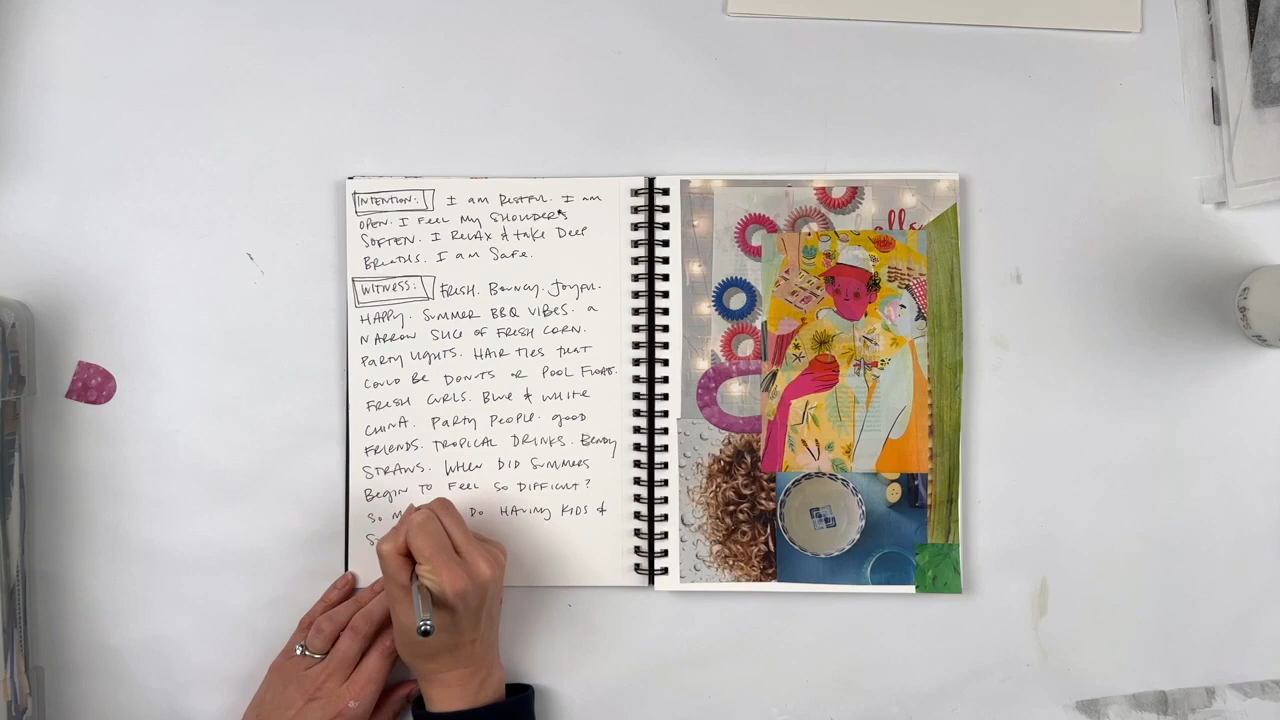 INTENTION: I am RESTFUL. I am
OPEN. I FEEL MY SHOULDERS
SOFTEN. I RELAX & TAKE DEEP
BREATHS. I am SAFE.
WITNESS: FRESH. BOUNCY. JOYFUL.
HAPPY. SUMMER BBQ VIBES. a
NARROW SLICE OF FRESH CORN.
PARTY LIGHTS. HAIR TIES THAT
COULD BE DONUTS OR POOL FLOAT.
FRESH CURLS. BLUE & WHITE
CHINA. PARTY PEOPLE. GOOD
FRIENDS. TROPICAL DRINKS. BENDY
STRAWS. WHEN DID SUMMERS
BEGIN TO FEEL SO DIFFICULT?
SO DO HAVING KIDS &